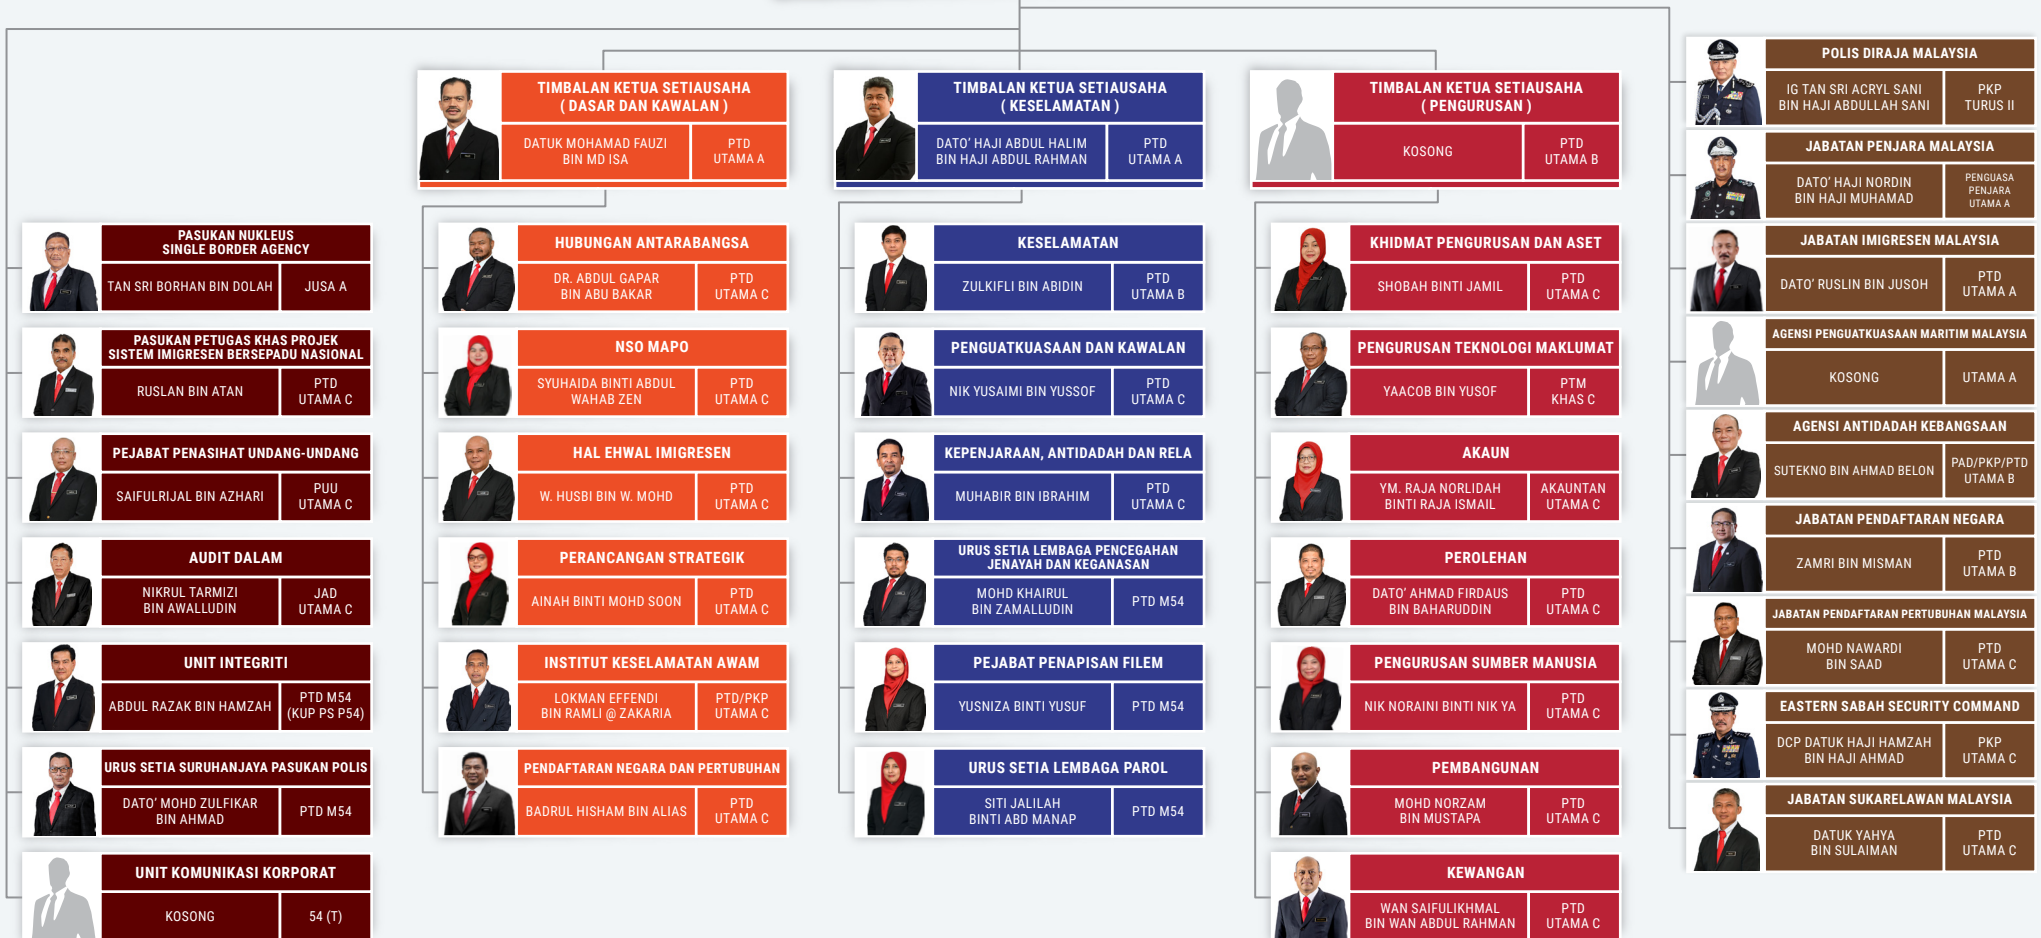 TIMBALAN KETUA SETIAUSAHA
( DASAR DAN KAWALAN )
DATUK MOHAMAD FAUZI
BIN MD ISA
PTD
UTAMA A
TIMBALAN KETUA SETIAUSAHA
( KESELAMATAN )
DATO' HAJI ABDUL HALIM
BIN HAJI ABDUL RAHMAN
PTD
UTAMA A
TIMBALAN KETUA SETIAUSAHA
( PENGURUSAN )
KOSONG
PTD
UTAMA B
PASUKAN NUKLEUS
SINGLE BORDER AGENCY
TAN SRI BORHAN BIN DOLAH
JUSA A
PASUKAN PETUGAS KHAS PROJEK
SISTEM IMIGRESEN BERSEPADU NASIONAL
RUSLAN BIN ATAN
PTD
UTAMA C
PEJABAT PENASIHAT UNDANG-UNDANG
SAIFULRIJAL BIN AZHARI
PUU
UTAMA C
AUDIT DALAM
NIKRUL TARMIZI
BIN AWALLUDIN
JAD
UTAMA C
UNIT INTEGRITI
ABDUL RAZAK BIN HAMZAH
PTD M54
(KUP PS P54)
URUS SETIA SURUHANJAYA PASUKAN POLIS
DATO' MOHD ZULFIKAR
BIN AHMAD
PTD M54
UNIT KOMUNIKASI KORPORAT
KOSONG
54 (T)
HUBUNGAN ANTARABANGSA
DR. ABDUL GAPAR
BIN ABU BAKAR
PTD
UTAMA C
NSO MAPO
SYUHAIDA BINTI ABDUL
WAHAB ZEN
PTD
UTAMA C
HAL EHWAL IMIGRESEN
W. HUSBI BIN W. MOHD
PTD
UTAMA C
PERANCANGAN STRATEGIK
AINAH BINTI MOHD SOON
PTD
UTAMA C
INSTITUT KESELAMATAN AWAM
LOKMAN EFFENDI
BIN RAMLI @ ZAKARIA
PTD/PKP
UTAMA C
PENDAFTARAN NEGARA DAN PERTUBUHAN
BADRUL HISHAM BIN ALIAS
PTD
UTAMA C
KESELAMATAN
ZULKIFLI BIN ABIDIN
PTD
UTAMA B
PENGUATKUASAAN DAN KAWALAN
NIK YUSAIMI BIN YUSSOF
PTD
UTAMA C
KEPENJARAAN, ANTIDADAH DAN RELA
MUHABIR BIN IBRAHIM
PTD
UTAMA C
URUS SETIA LEMBAGA PENCEGAHAN
JENAYAH DAN KEGANASAN
MOHD KHAIRUL
BIN ZAMALLUDIN
PTD M54
PEJABAT PENAPISAN FILEM
YUSNIZA BINTI YUSUF
PTD M54
URUS SETIA LEMBAGA PAROL
SITI JALILAH
BINTI ABD MANAP
PTD M54
KHIDMAT PENGURUSAN DAN ASET
SHOBAH BINTI JAMIL
PTD
UTAMA C
PENGURUSAN TEKNOLOGI MAKLUMAT
YAACOB BIN YUSOF
PTM
KHAS C
AKAUN
YM. RAJA NORLIDAH
BINTI RAJA ISMAIL
AKAUNTAN
UTAMA C
PEROLEHAN
DATO' AHMAD FIRDAUS
BIN BAHARUDDIN
PTD
UTAMA C
PENGURUSAN SUMBER MANUSIA
NIK NORAINI BINTI NIK YA
PTD
UTAMA C
PEMBANGUNAN
MOHD NORZAM
BIN MUSTAPA
PTD
UTAMA C
KEWANGAN
WAN SAIFULIKHMAL
BIN WAN ABDUL RAHMAN
PTD
UTAMA C
POLIS DIRAJA MALAYSIA
IG TAN SRI ACRYL SANI
BIN HAJI ABDULLAH SANI
PKP
TURUS II
JABATAN PENJARA MALAYSIA
DATO' HAJI NORDIN
BIN HAJI MUHAMAD
PENGUASA
PENJARA
UTAMA A
JABATAN IMIGRESEN MALAYSIA
DATO' RUSLIN BIN JUSOH
PTD
UTAMA A
AGENSI PENGUATKUASAAN MARITIM MALAYSIA
KOSONG
UTAMA A
AGENSI ANTIDADAH KEBANGSAAN
SUTEKNO BIN AHMAD BELON
PAD/PKP/PTD
UTAMA B
JABATAN PENDAFTARAN NEGARA
ZAMRI BIN MISMAN
PTD
UTAMA B
JABATAN PENDAFTARAN PERTUBUHAN MALAYSIA
MOHD NAWARDI
BIN SAAD
PTD
UTAMA C
EASTERN SABAH SECURITY COMMAND
DCP DATUK HAJI HAMZAH
BIN HAJI AHMAD
PKP
UTAMA C
JABATAN SUKARELAWAN MALAYSIA
DATUK YAHYA
BIN SULAIMAN
PTD
UTAMA C